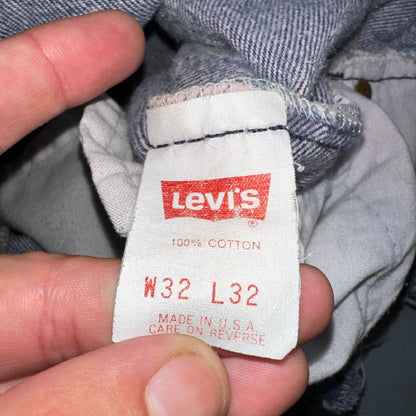 Levi's
®
100% COTTON
W32 L32
MADE IN U.S.A.
CARE ON REVERSE